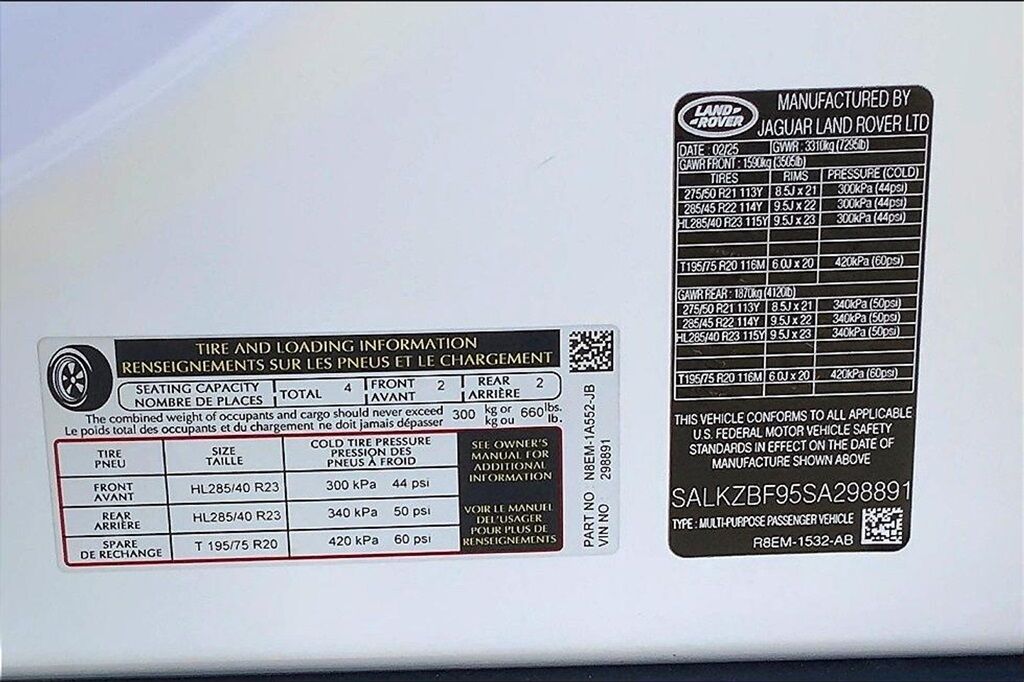 TIRE AND LOADING INFORMATION
RENSEIGNEMENTS SUR LES PNEUS ET LE CHARGEMENT
SEATING CAPACITY
NOMBRE DE PLACES
TOTAL 4
FRONT
AVANT
2
REAR
ARRIÈRE
2
The combined weight of occupants and cargo should never exceed
Le poids total des occupants et du chargement ne doit jamais dépasser
300 kg or
kg ou
660 lbs.
lb.
TIRE
PNEU
SIZE
TAILLE
COLD TIRE PRESSURE
PRESSION DES
PNEUS À FROID
FRONT
AVANT
HL285/40 R23
300 kPa 44 psi
REAR
ARRIÈRE
HL285/40 R23
340 kPa 50 psi
SPARE
DE RECHANGE
T 195/75 R20
420 kPa 60 psi
SEE OWNER'S
MANUAL FOR
ADDITIONAL
INFORMATION
VOIR LE MANUEL
DEL'USAGER
POUR PLUS DE
RENSEIGNEMENTS
PART NO N8EM-1A552-JB
VIN NO 298891
LAND-
-ROVER
MANUFACTURED BY
JAGUAR LAND ROVER LTD
DATE : 02/25 GVWR : 3310kg (7295lb)
GAWR FRONT : 1590kg (3505lb)
TIRES RIMS PRESSURE (COLD)
275/50 R21 113Y 8.5J x 21 300kPa (44psi)
285/45 R22 114Y 9.5J x 22 300kPa (44psi)
HL285/40 R23 115Y 9.5J x 23 300kPa (44psi)
T195/75 R20 116M 6.0J x 20 420kPa (60psi)
GAWR REAR : 1870kg (4120lb)
275/50 R21 113Y 8.5J x 21 340kPa (50psi)
285/45 R22 114Y 9.5J x 22 340kPa (50psi)
HL285/40 R23 115Y 9.5J x 23 340kPa (50psi)
T195/75 R20 116M 6.0J x 20 420kPa (60psi)
THIS VEHICLE CONFORMS TO ALL APPLICABLE
U.S. FEDERAL MOTOR VEHICLE SAFETY
STANDARDS IN EFFECT ON THE DATE OF
MANUFACTURE SHOWN ABOVE
SALKZBF95SA298891
TYPE : MULTI-PURPOSE PASSENGER VEHICLE
R8EM-1532-AB